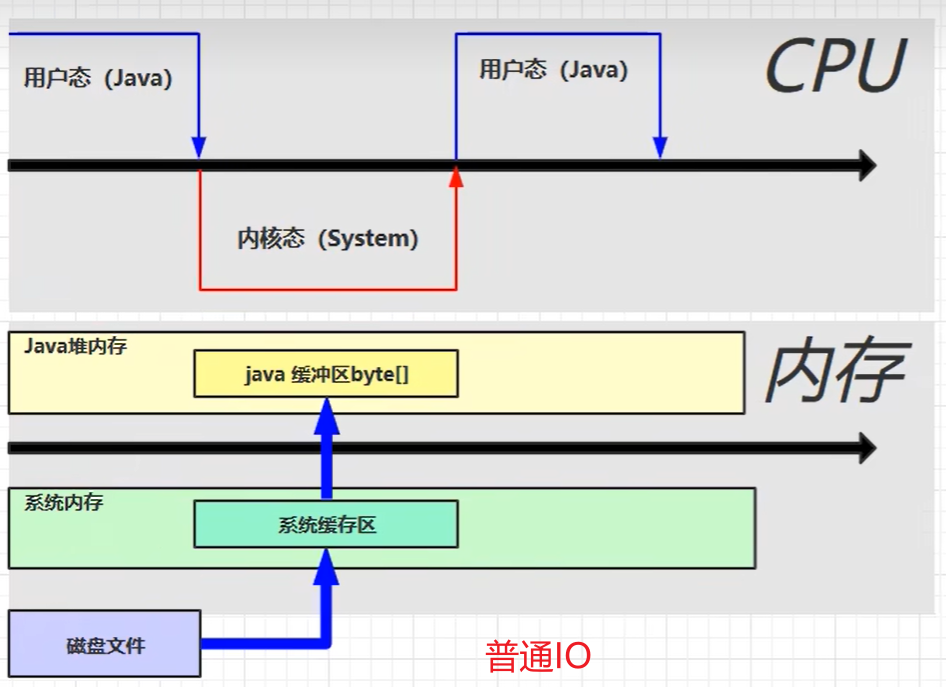 用户态（Java）
用户态（Java）
CPU
内核态（System）
Java堆内存
java 缓冲区byte[]
内存
系统内存
系统缓存区
磁盘文件
普通IO